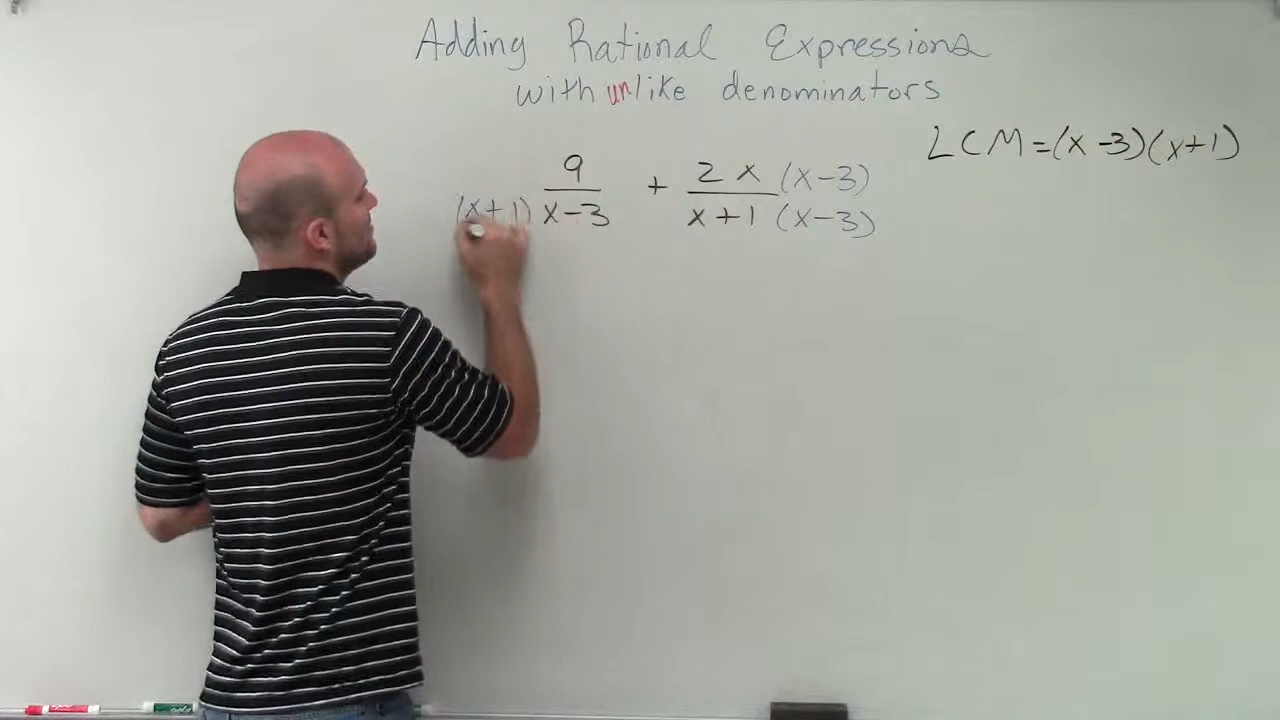 Adding Rational Expressions
with unlike denominators
LCM=(x-3)(x+1)
9 + 2x(x-3)
(x+1) x-3 x+1(x-3)